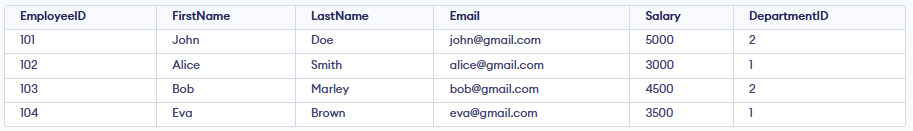 EmployeeID FirstName LastName Email Salary DepartmentID
101 John Doe john@gmail.com 5000 2
102 Alice Smith alice@gmail.com 3000 1
103 Bob Marley bob@gmail.com 4500 2
104 Eva Brown eva@gmail.com 3500 1